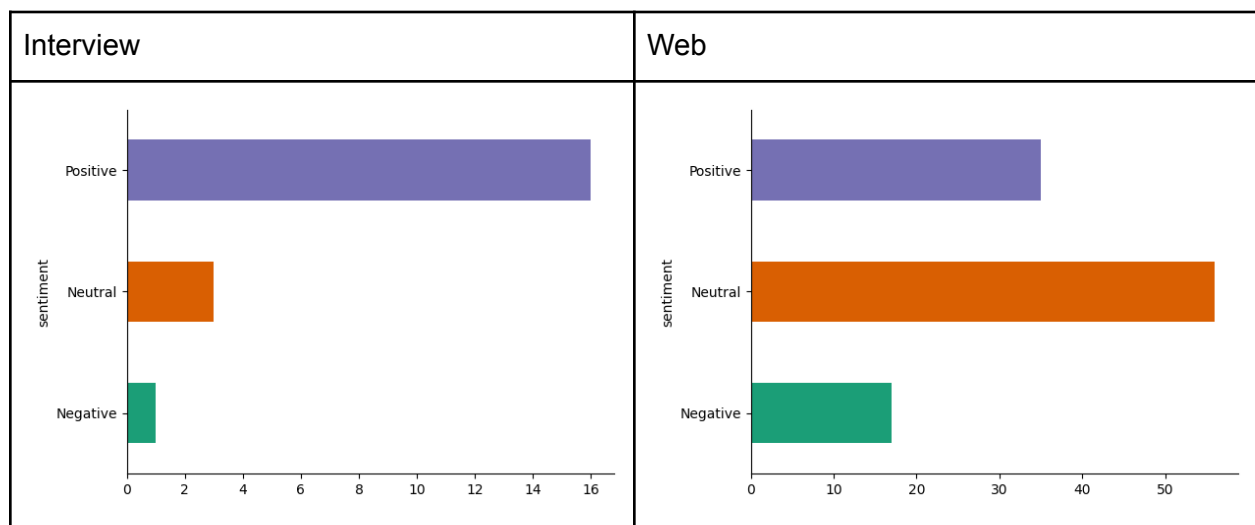 Interview
Web
Positive
Neutral
Negative
sentiment
0 2 4 6 8 10 12 14 16
Positive
Neutral
Negative
sentiment
0 10 20 30 40 50